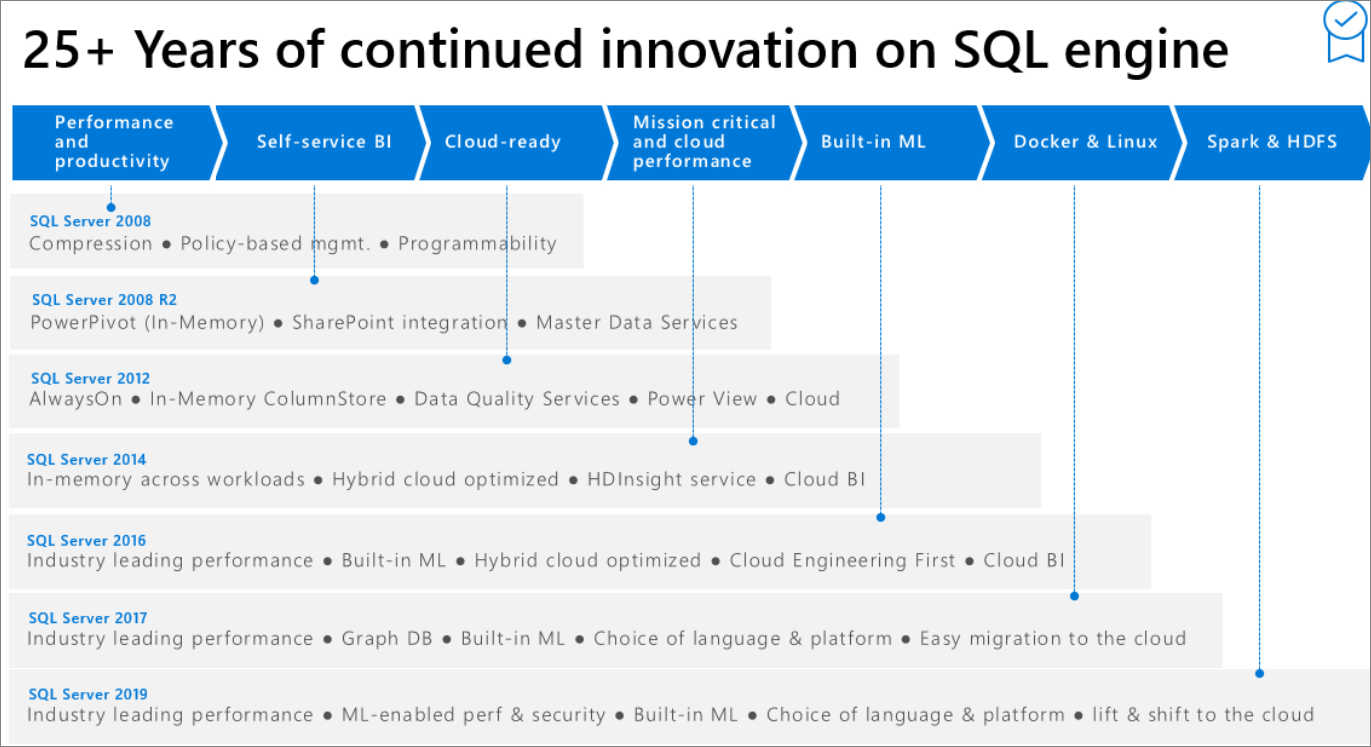 25+ Years of continued innovation on SQL engine
Performance
and
productivity
Self-service BI
Cloud-ready
Mission critical
and cloud
performance
Built-in ML
Docker & Linux
Spark & HDFS
SQL Server 2008
Compression ● Policy-based mgmt. ● Programmability
SQL Server 2008 R2
PowerPivot (In-Memory) ● SharePoint integration ● Master Data Services
SQL Server 2012
AlwaysOn ● In-Memory ColumnStore ● Data Quality Services ● Power View ● Cloud
SQL Server 2014
In-memory across workloads ● Hybrid cloud optimized ● HDInsight service ● Cloud BI
SQL Server 2016
Industry leading performance ● Built-in ML ● Hybrid cloud optimized ● Cloud Engineering First ● Cloud BI
SQL Server 2017
Industry leading performance ● Graph DB ● Built-in ML ● Choice of language & platform ● Easy migration to the cloud
SQL Server 2019
Industry leading performance ● ML-enabled perf & security ● Built-in ML ● Choice of language & platform ● lift & shift to the cloud